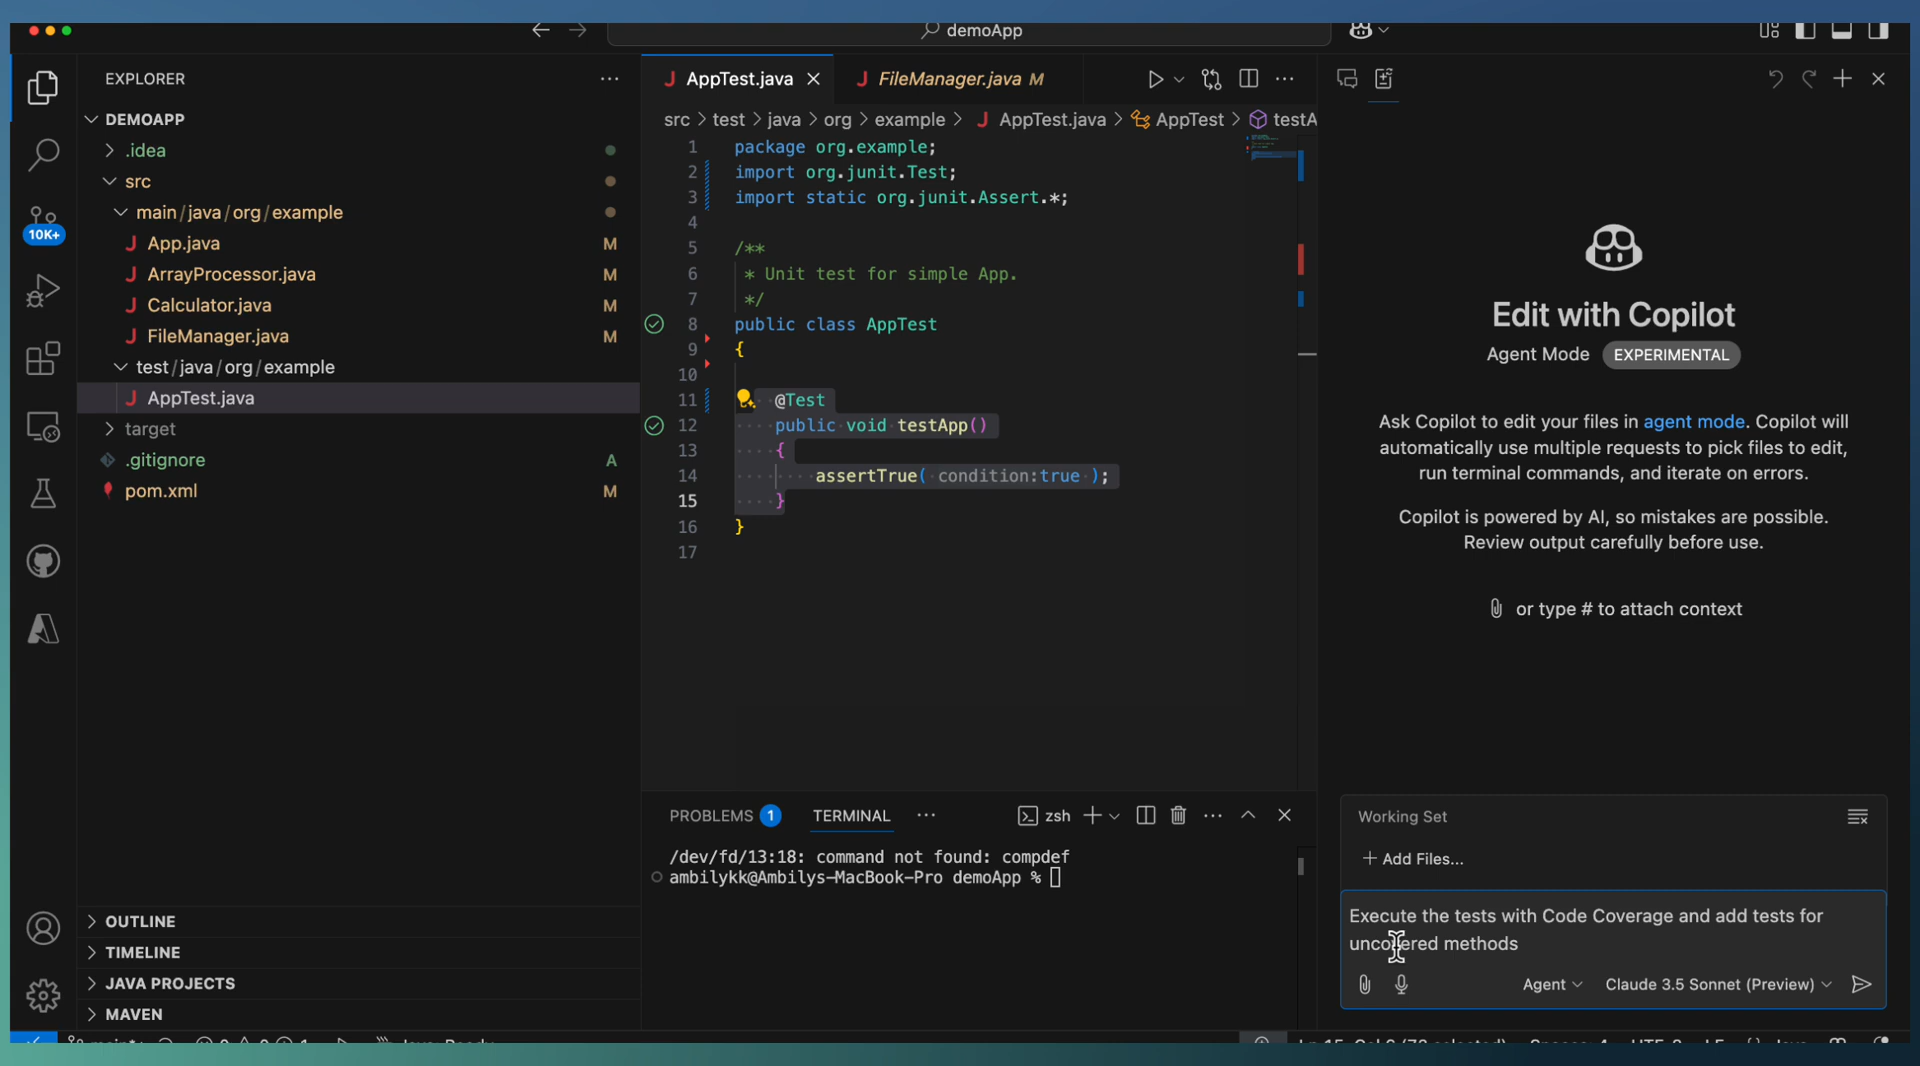 demoApp
EXPLORER
DEMOAPP
.idea
src
main/java/org/example
App.java M
ArrayProcessor.java M
Calculator.java M
FileManager.java M
test/java/org/example
AppTest.java
target
.gitignore A
pom.xml M
10K+
OUTLINE
TIMELINE
JAVA PROJECTS
MAVEN
AppTest.java
FileManager.java M
src > test > java > org > example > AppTest.java > AppTest > testA
1 package org.example;
2 import org.junit.Test;
3 import static org.junit.Assert.*;
4
5 /**
6 * Unit test for simple App.
7 */
8 public class AppTest
9 {
10
11 @Test
12 public void testApp()
13 {
14 assertTrue( condition:true );
15 }
16 }
17
PROBLEMS 1 TERMINAL
zsh
/dev/fd/13:18: command not found: compdef
ambilykk@Ambilys-MacBook-Pro demoApp %
Edit with Copilot
Agent Mode EXPERIMENTAL
Ask Copilot to edit your files in agent mode. Copilot will
automatically use multiple requests to pick files to edit,
run terminal commands, and iterate on errors.
Copilot is powered by AI, so mistakes are possible.
Review output carefully before use.
or type # to attach context
Working Set
+ Add Files...
Execute the tests with Code Coverage and add tests for
uncovered methods
Agent Claude 3.5 Sonnet (Preview)